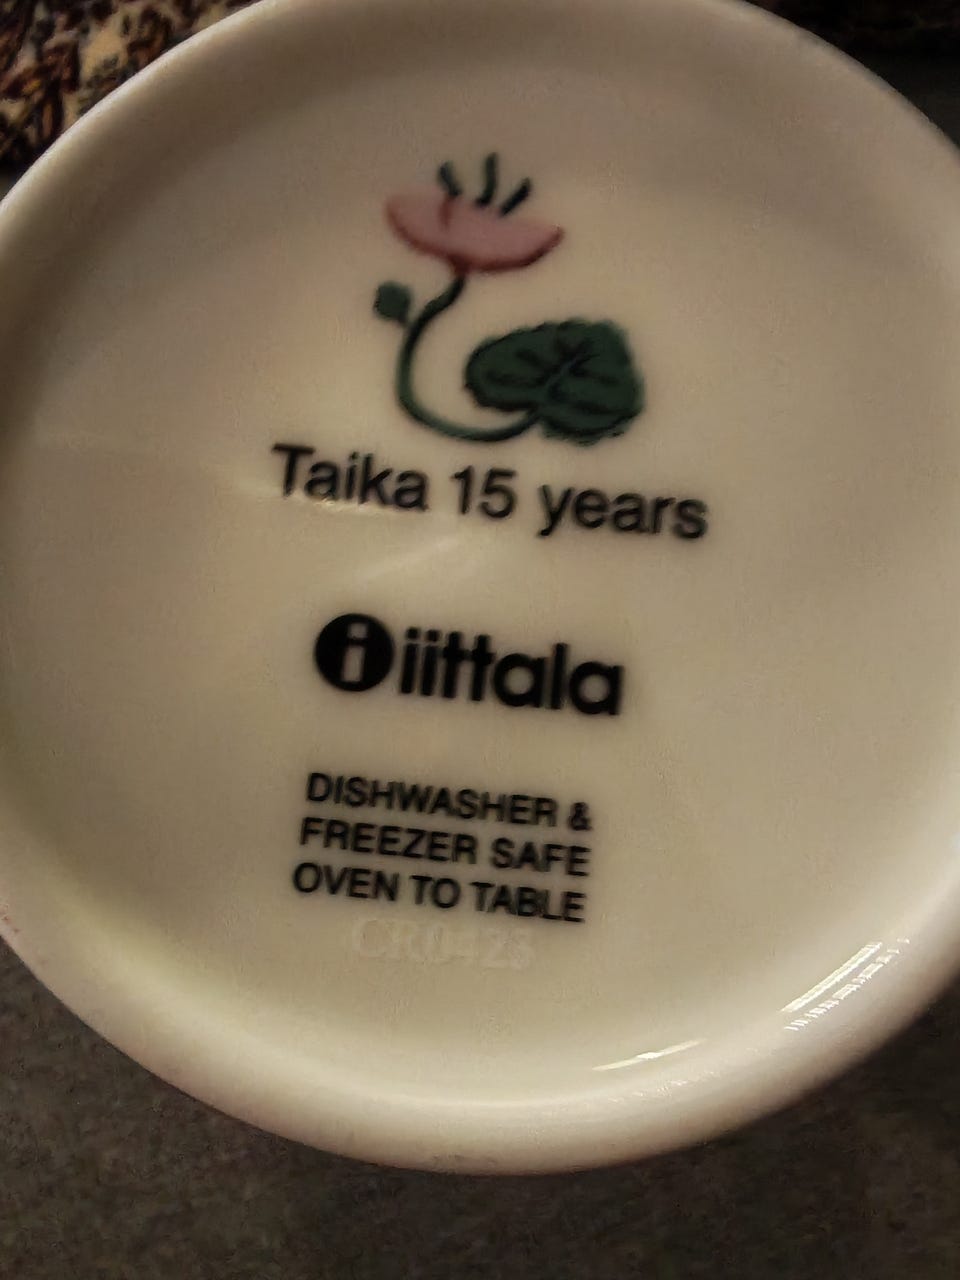 Taika 15 years
i iittala
DISHWASHER &
FREEZER SAFE
OVEN TO TABLE